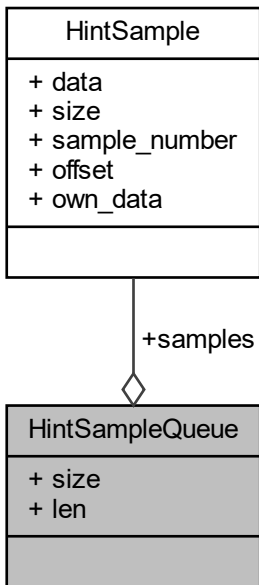 HintSample
+ data
+ size
+ sample_number
+ offset
+ own_data
+samples
HintSampleQueue
+ size
+ len